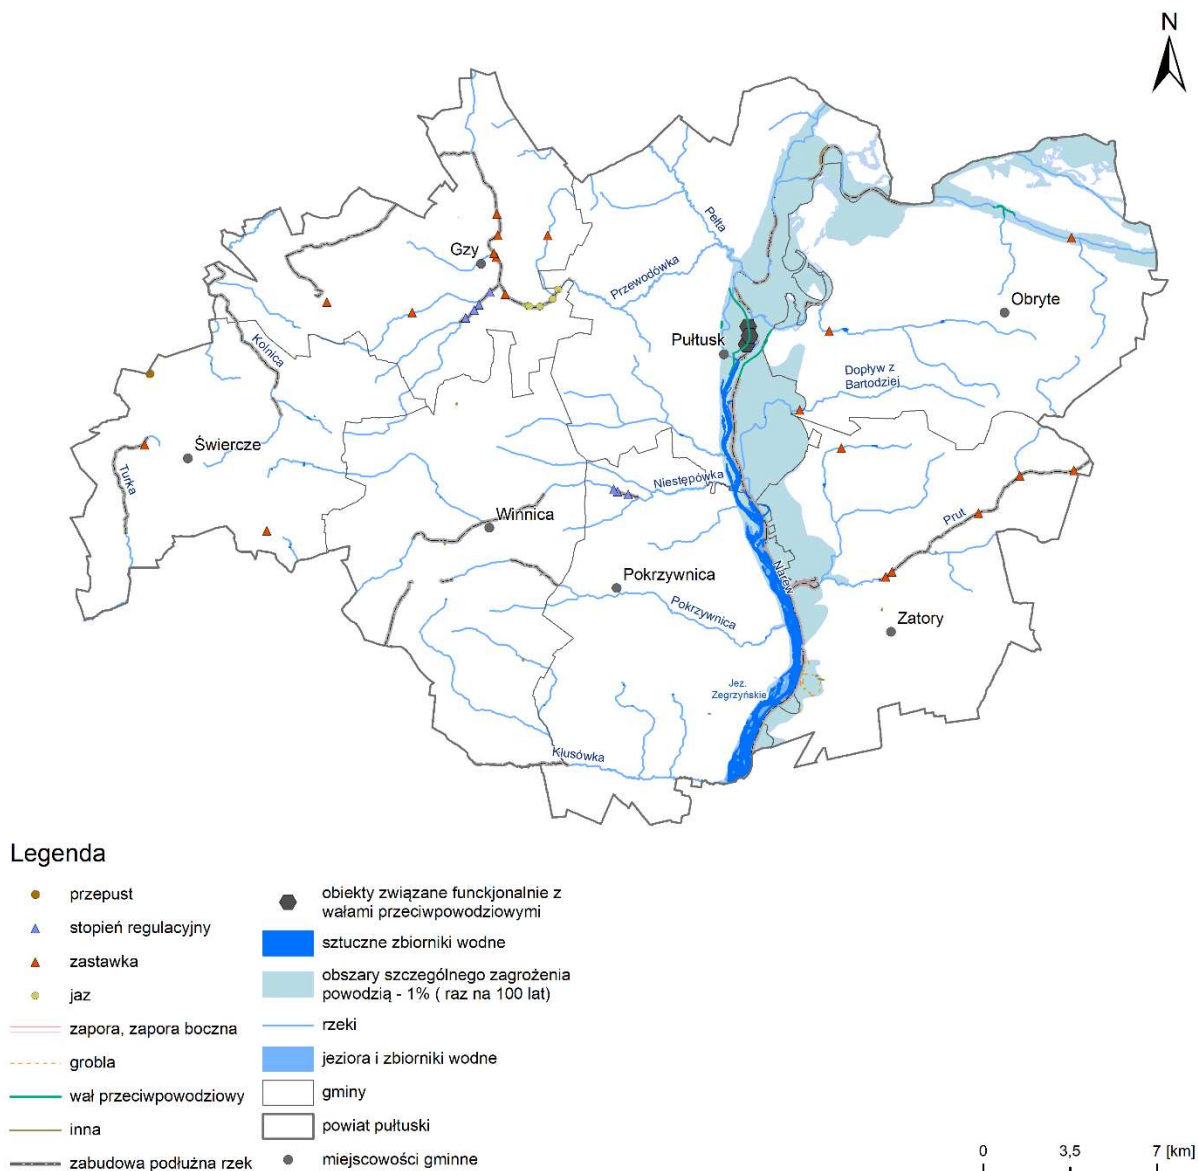 N
Pełta
Gzy
Przewodówka
Obryte
Pułtusk
Kolnica
Dopływ z
Bartodziej
Świercze
Turka
Niestępówka
Winnica
Prut
Narew
Pokrzywnica
Pokrzywnica
Zatory
Jez.
Zegrzyńskie
Klusówka
Legenda
przepust
stopień regulacyjny
zastawka
jaz
zapora, zapora boczna
grobla
wał przeciwpowodziowy
inna
zabudowa podłużna rzek
obiekty związane funckjonalnie z
wałami przeciwpowodziowymi
sztuczne zbiorniki wodne
obszary szczególnego zagrożenia
powodzią - 1% ( raz na 100 lat)
rzeki
jeziora i zbiorniki wodne
gminy
powiat pułtuski
miejscowości gminne
0 3,5 7 [km]